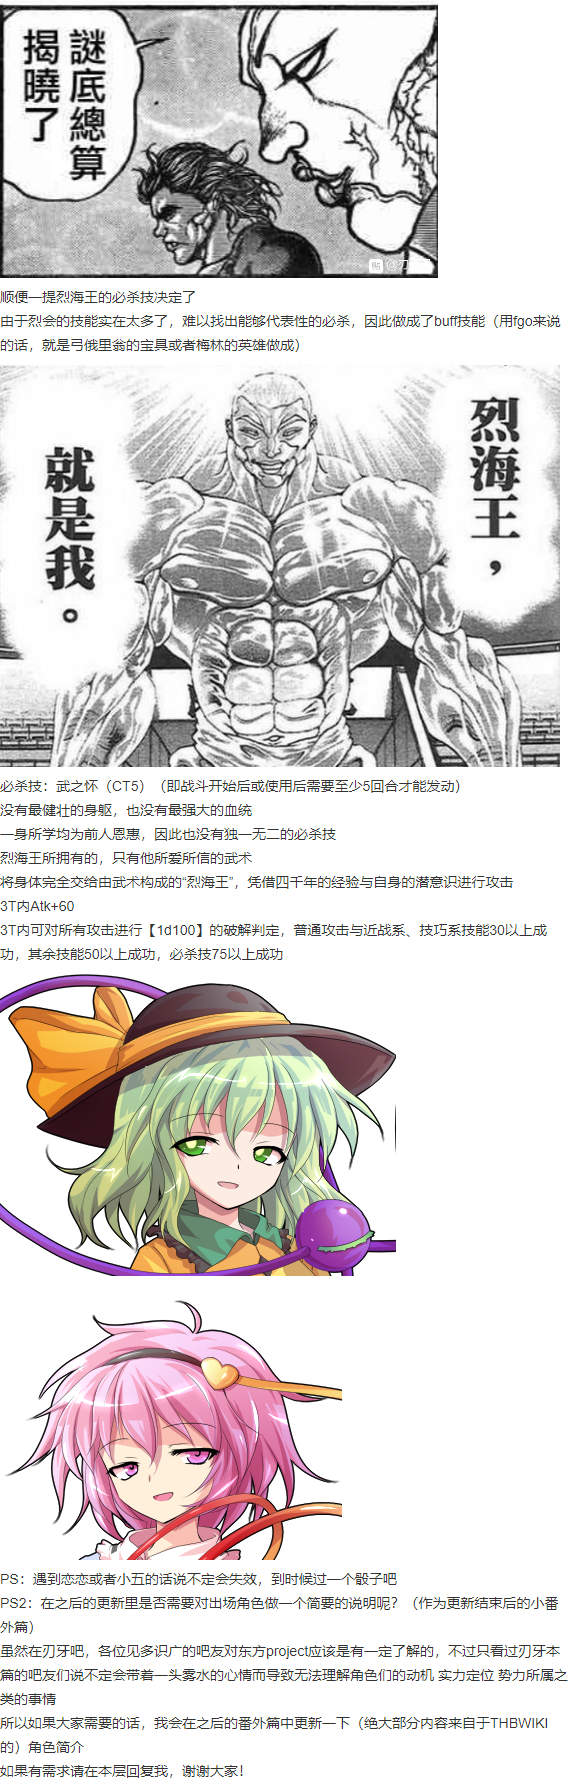 謎底總算
揭曉了
顺便一提烈海王的必杀技决定了
由于烈会的技能实在太多了，难以找出能够代表性的必杀，因此做成了buff技能（用fgo来说
的话，就是弓俄里翁的宝具或者梅林的英雄做成）
烈海王，
就是我。
必杀技：武之怀（CT5）（即战斗开始后或使用后需要至少5回合才能发动）
没有最健壮的身躯，也没有最强大的血统
一身所学均为前人恩惠，因此也没有独一无二的必杀技
烈海王所拥有的，只有他所爱所信的武术
将身体完全交给由武术构成的“烈海王”，凭借四千年的经验与自身的潜意识进行攻击
3T内Atk+60
3T内可对所有攻击进行【1d100】的破解判定，普通攻击与近战系、技巧系技能30以上成
功，其余技能50以上成功，必杀技75以上成功
PS：遇到恋恋或者小五的话说不定会失效，到时候过一个骰子吧
PS2：在之后的更新里是否需要对出场角色做一个简要的说明呢？（作为更新结束后的小番
外篇）
虽然在刃牙吧，各位见多识广的吧友对东方project应该是有一定了解的，不过只看过刃牙本
篇的吧友们说不定会带着一头雾水的心情而导致无法理解角色们的动机 实力定位 势力所属之
类的事情
所以如果大家需要的话，我会在之后的番外篇中更新一下（绝大部分内容来自于THBWIKI
的）角色简介
如果有需求请在本层回复我，谢谢大家！